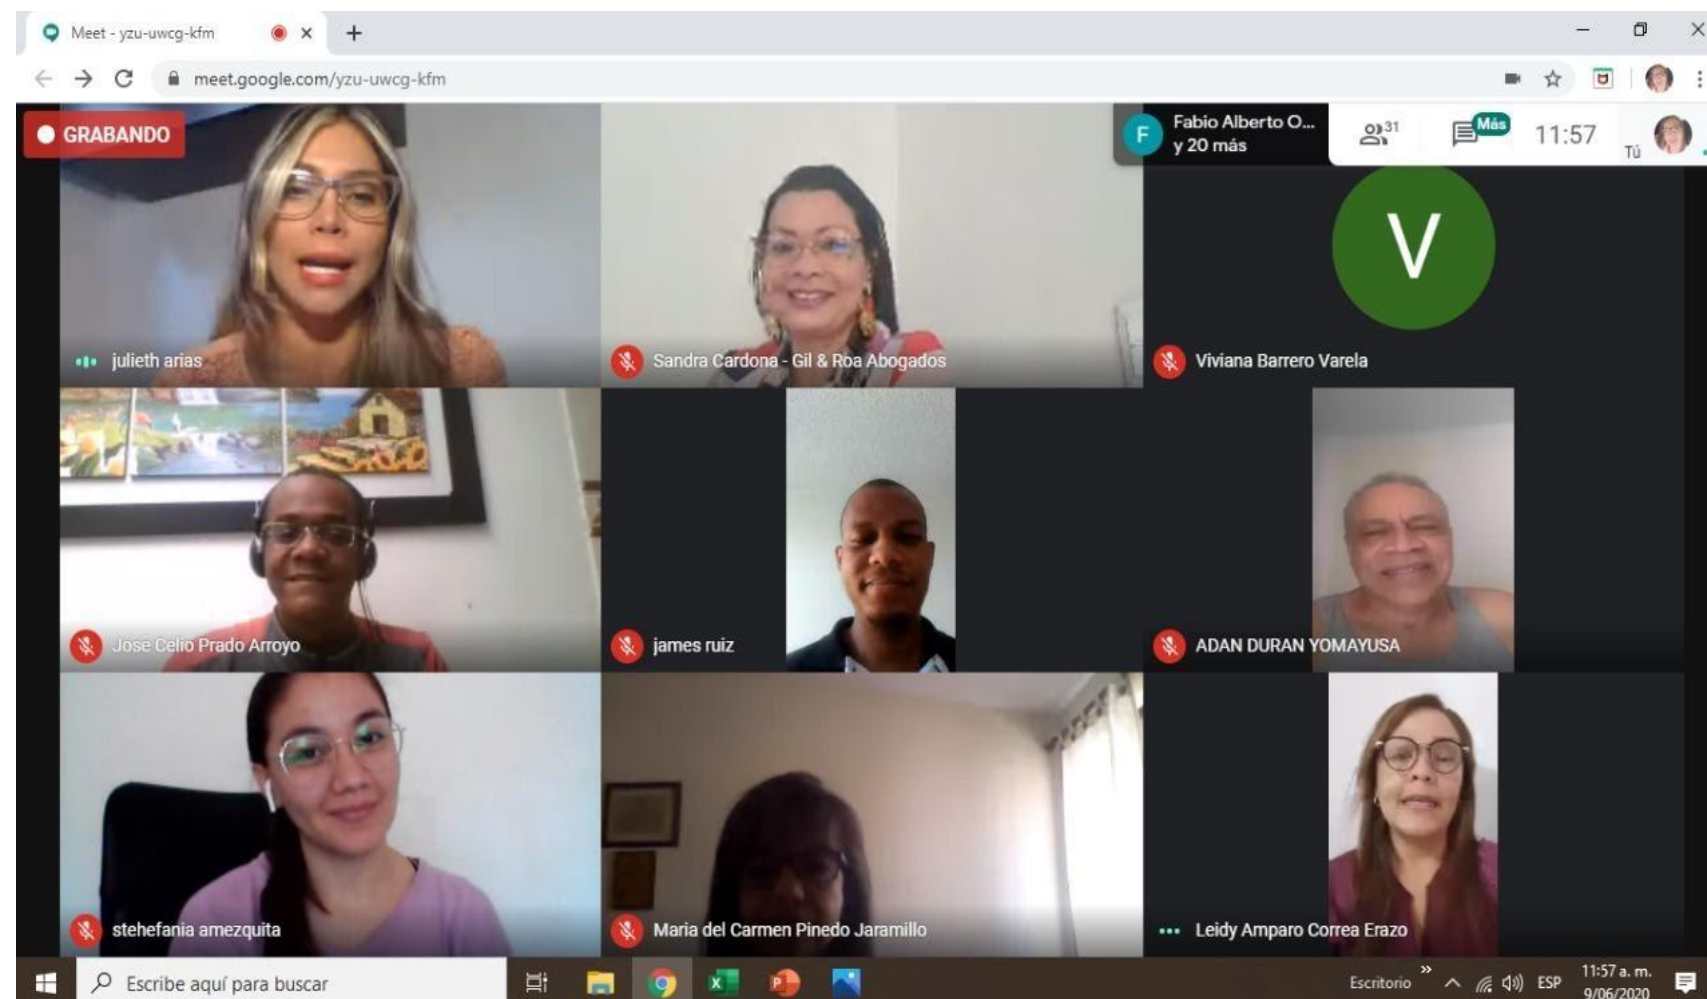 Meet - yzu-uwcg-kfm
meet.google.com/yzu-uwcg-kfm
GRABANDO
F
Fabio Alberto O...
y 20 más
31
Más
11:57
Tú
V
julieth arias
Sandra Cardona - Gil & Roa Abogados
Viviana Barrero Varela
Jose Celio Prado Arroyo
james ruiz
ADAN DURAN YOMAYUSA
stehefania amezquita
Maria del Carmen Pinedo Jaramillo
Leidy Amparo Correa Erazo
Escribe aquí para buscar
Escritorio
ESP
11:57 a. m.
9/06/2020